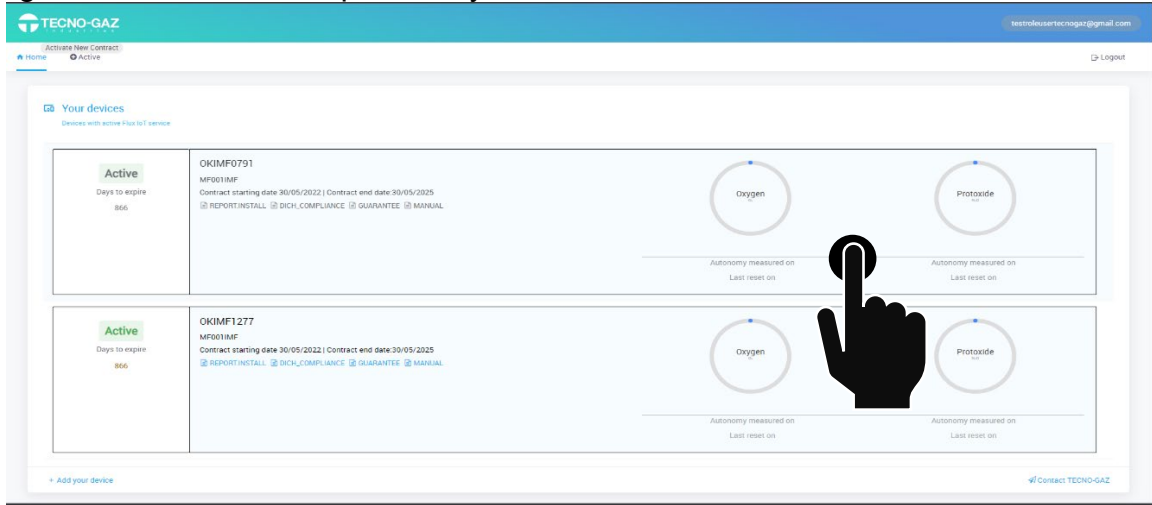 TECNO-GAZ
INDUSTRIES
testroleusertecnogaz@gmail.com
Activate New Contract
Home Active Logout
Your devices
Devices with active Flux IoT service
Active
Days to expire
866
OKIMF0791
MF001IMF
Contract starting date 30/05/2022 | Contract end date:30/05/2025
REPORT.INSTALL DICH_COMPLIANCE GUARANTEE MANUAL
Oxygen
Protoxide
Autonomy measured on
Last reset on
Autonomy measured on
Last reset on
Active
Days to expire
866
OKIMF1277
MF001IMF
Contract starting date 30/05/2022 | Contract end date:30/05/2025
REPORT.INSTALL DICH_COMPLIANCE GUARANTEE MANUAL
Oxygen
Protoxide
Autonomy measured on
Last reset on
Autonomy measured on
Last reset on
+ Add your device
Contact TECNO-GAZ